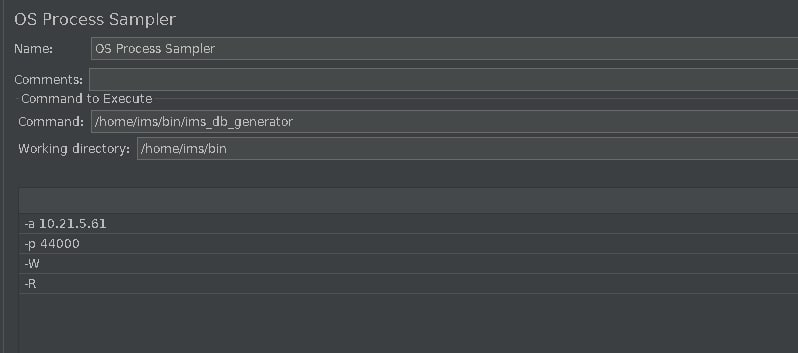 OS Process Sampler
Name: OS Process Sampler
Comments:
Command to Execute
Command: /home/ims/bin/ims_db_generator
Working directory: /home/ims/bin
-a 10.21.5.61
-p 44000
-W
-R